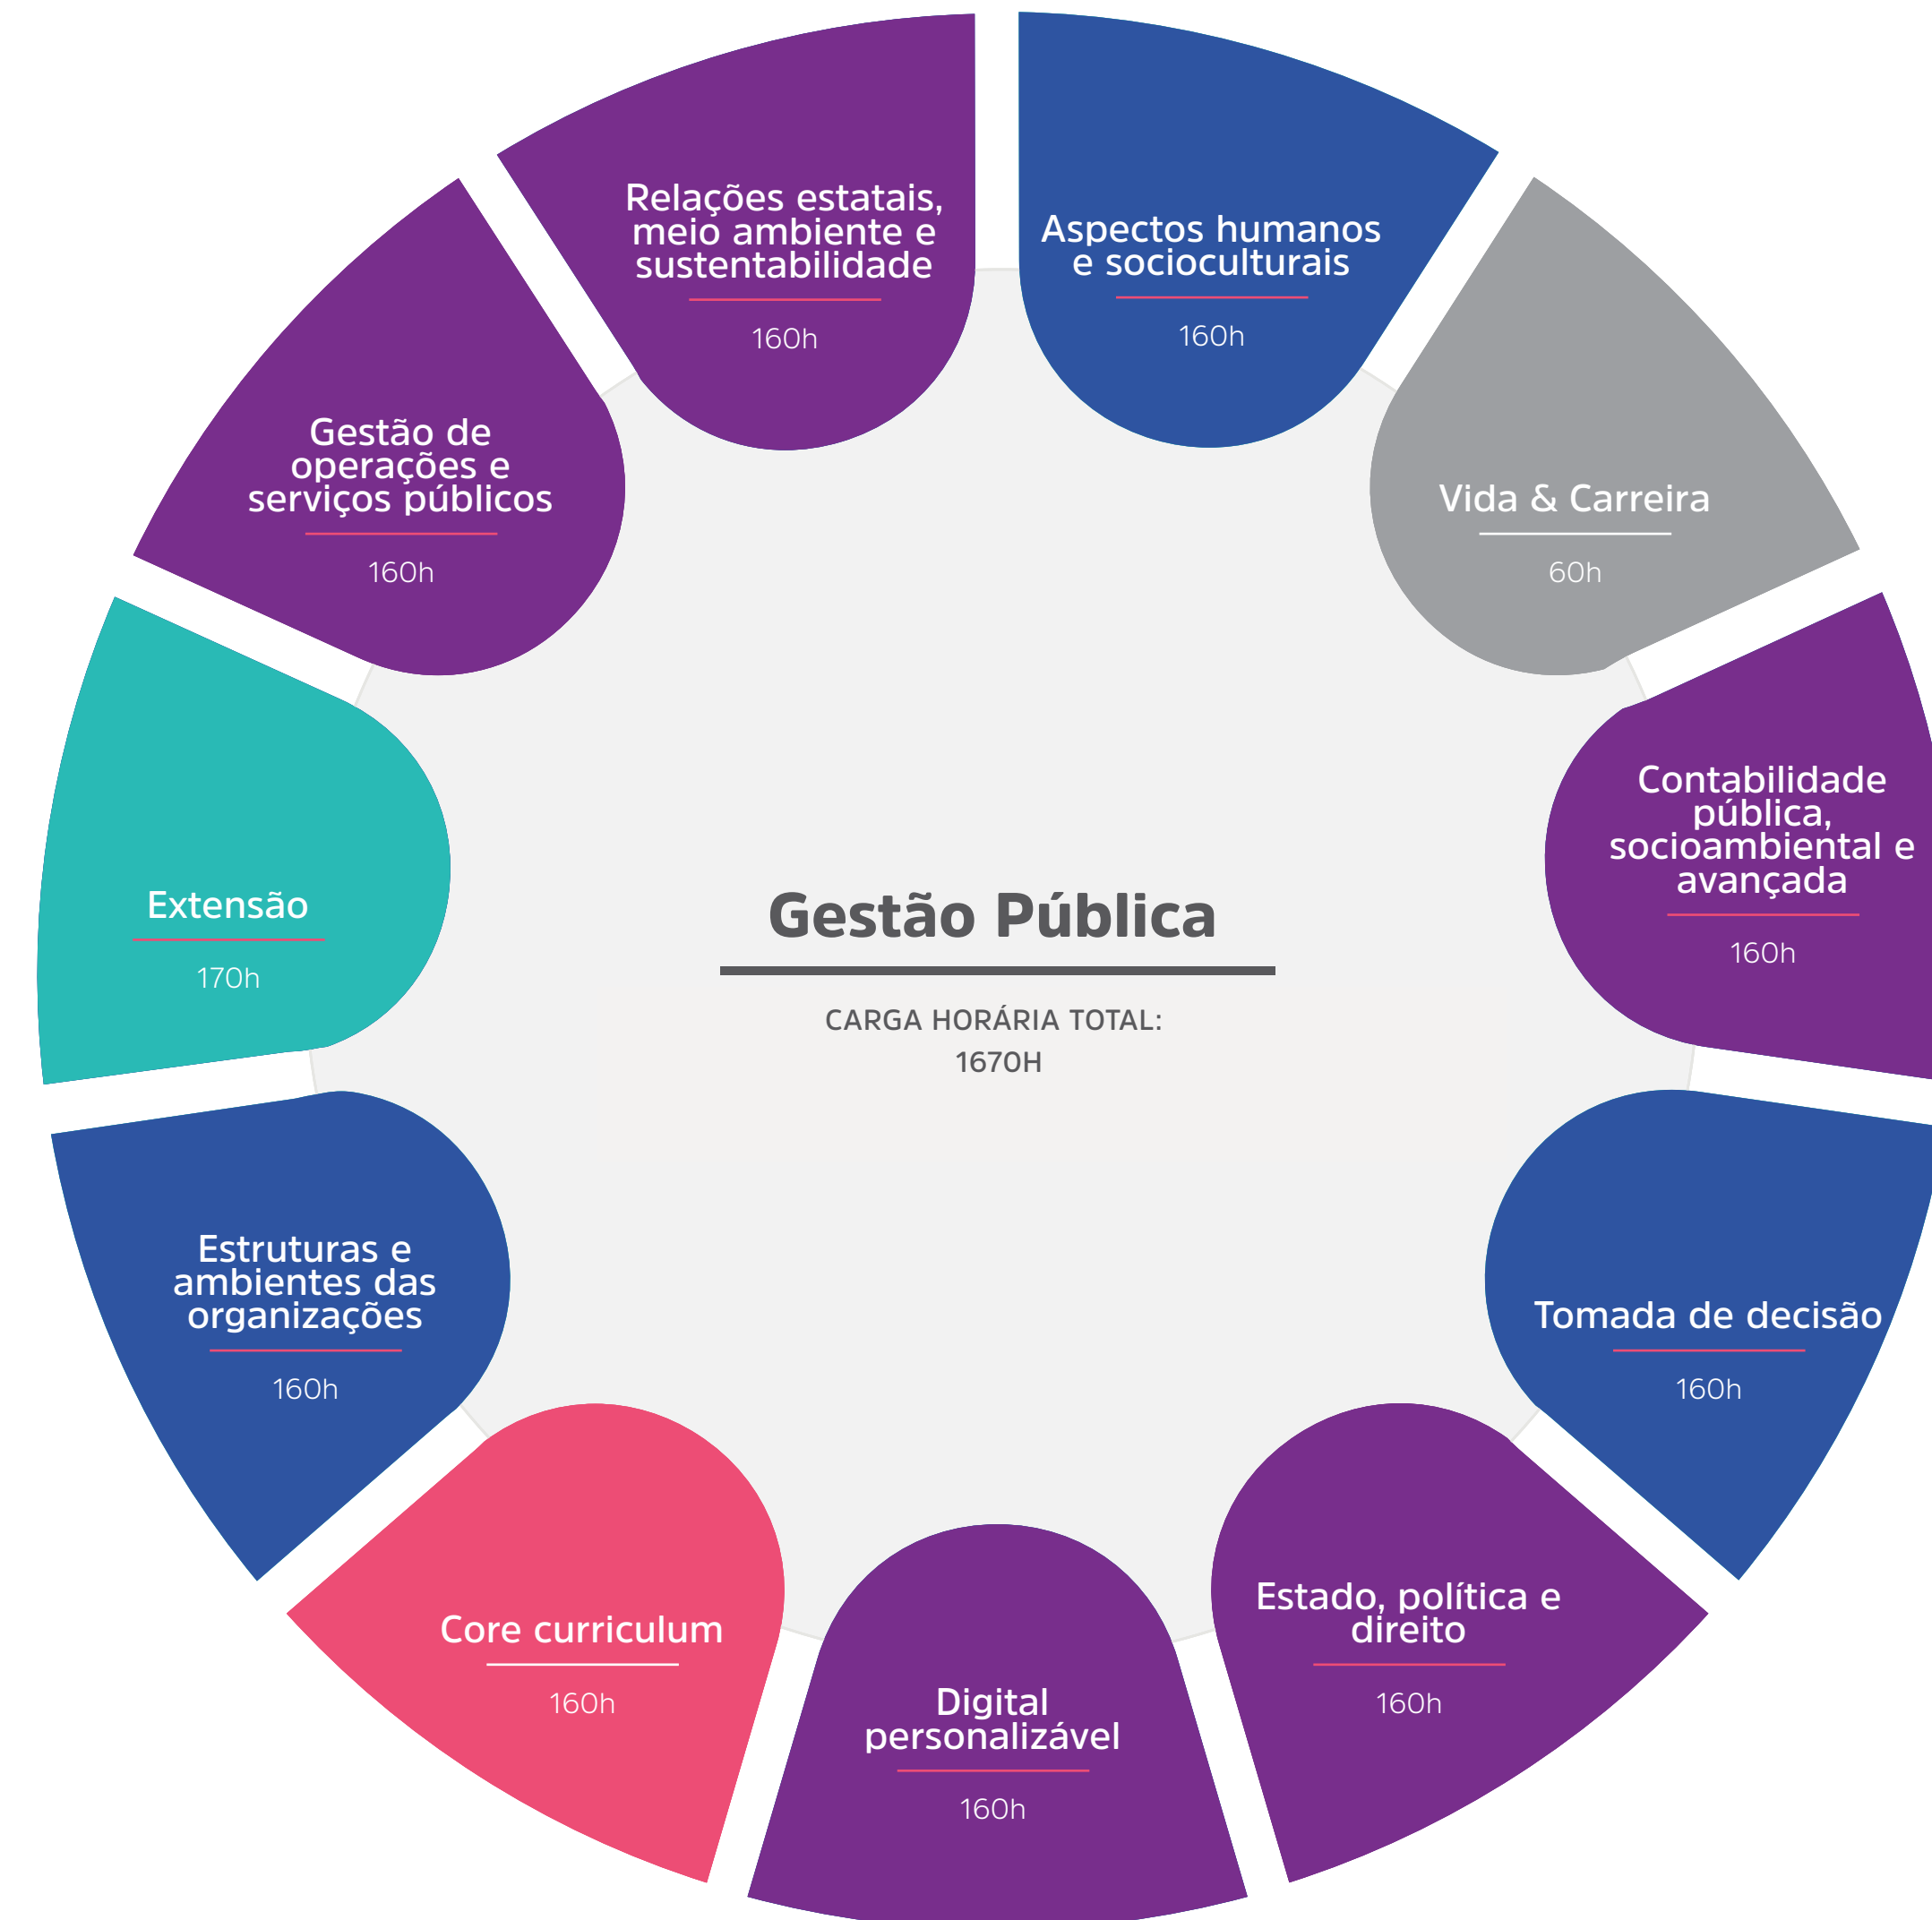 Relações estatais,
meio ambiente e
sustentabilidade
160h
Aspectos humanos
e socioculturais
160h
Vida & Carreira
60h
Contabilidade
pública,
socioambiental e
avançada
160h
Tomada de decisão
160h
Estado, política e
direito
160h
Digital
personalizável
160h
Core curriculum
160h
Estruturas e
ambientes das
organizações
160h
Extensão
170h
Gestão de
operações e
serviços públicos
160h
Gestão Pública
CARGA HORÁRIA TOTAL:
1670H